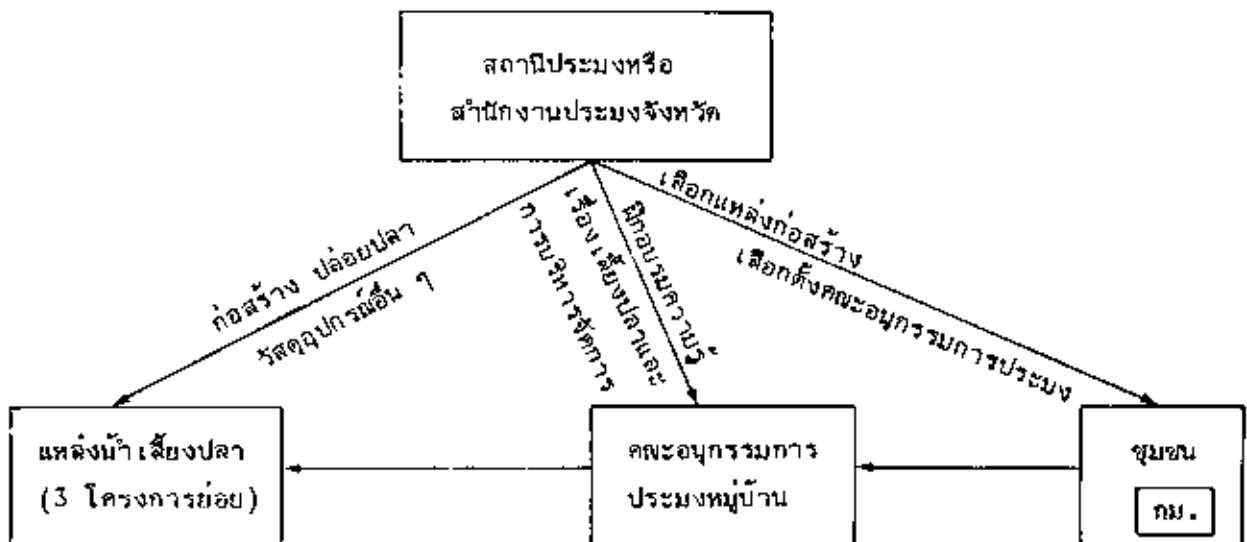 สถานีประมงหรือ
สำนักงานประมงจังหวัด
ก่อสร้าง ปล่อยปลา
วัสดุอุปกรณ์อื่น ๆ
ฝึกอบรมความรู้
เรื่องเลี้ยงปลาและ
การบริหารจัดการ
เลือกแหล่งก่อสร้าง
เลือกตั้งคณะอนุกรรมการประมง
แหล่งน้ำเลี้ยงปลา
(3 โครงการย่อย)
คณะอนุกรรมการ
ประมงหมู่บ้าน
ชุมชน
กม.